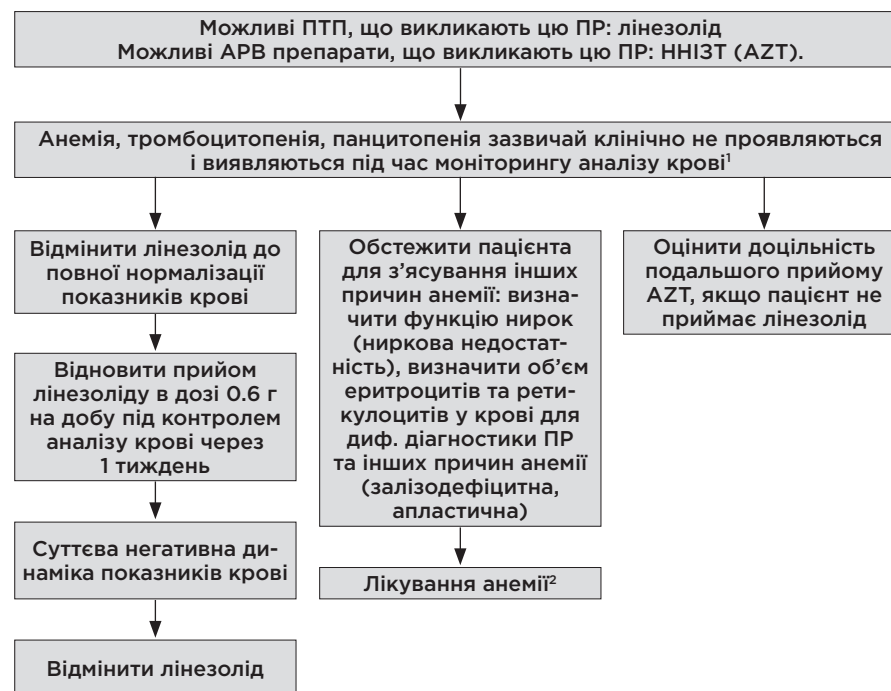 Можливі ПТП, що викликають цю ПР: лінезолід
Можливі АРВ препарати, що викликають цю ПР: ННІЗТ (AZT).
Анемія, тромбоцитопенія, панцитопенія зазвичай клінічно не проявляються
і виявляються під час моніторингу аналізу крові¹
Відмінити лінезолід до
повної нормалізації
показників крові
Відновити прийом
лінезоліду в дозі 0.6 г
на добу під контролем
аналізу крові через
1 тиждень
Суттєва негативна ди-
наміка показників крові
Відмінити лінезолід
Обстежити пацієнта
для з’ясування інших
причин анемії: визна-
чити функцію нирок
(ниркова недостат-
ність), визначити об’єм
еритроцитів та рети-
кулоцитів у крові для
диф. діагностики ПР
та інших причин анемії
(залізодефіцитна,
апластична)
Лікування анемії²
Оцінити доцільність
подальшого прийому
AZT, якщо пацієнт не
приймає лінезолід